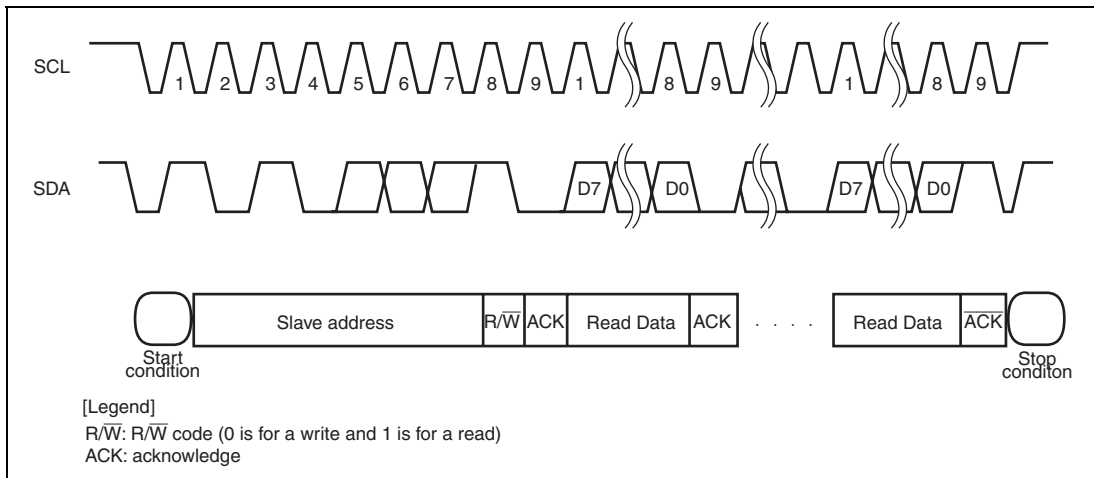 SCL
1 2 3 4 5 6 7 8 9 1 8 9 1 8 9
SDA
D7 D0 D7 D0
Slave address R/W̅ ACK Read Data ACK . . . . Read Data A̅C̅K̅
Start
condition
Stop
conditon
[Legend]
R/W̅: R/W̅ code (0 is for a write and 1 is for a read)
ACK: acknowledge